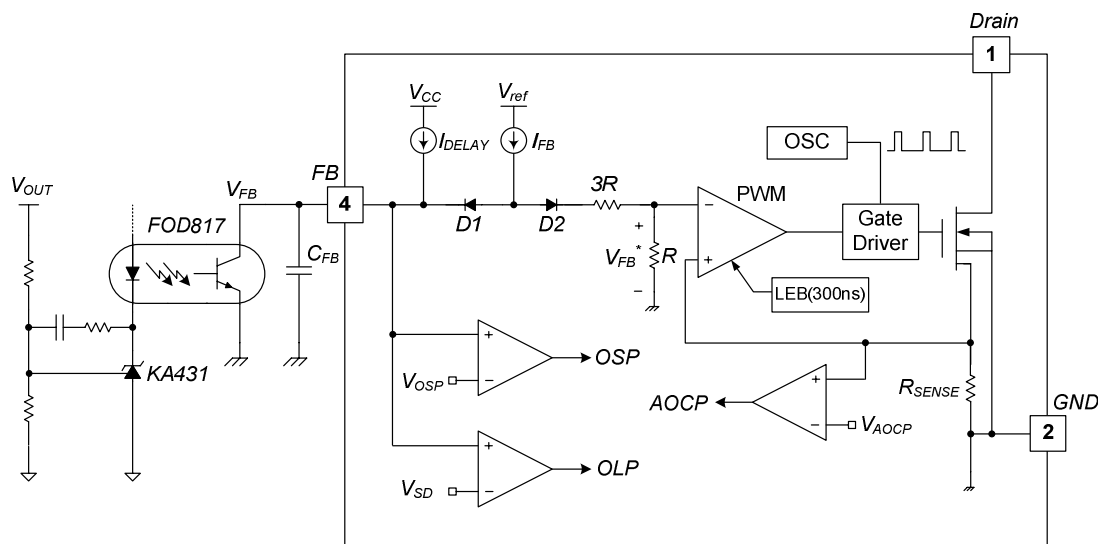 Drain
1
V_CC
V_ref
I_DELAY
I_FB
OSC
FB
3R
PWM
V_OUT
V_FB
4
FOD817
D1
D2
−
Gate
Driver
+
C_FB
V_FB*
R
+
−
LEB(300ns)
KA431
+
V_OSP
−
OSP
AOCP
+
−
V_AOCP
R_SENSE
GND
2
+
V_SD
−
OLP